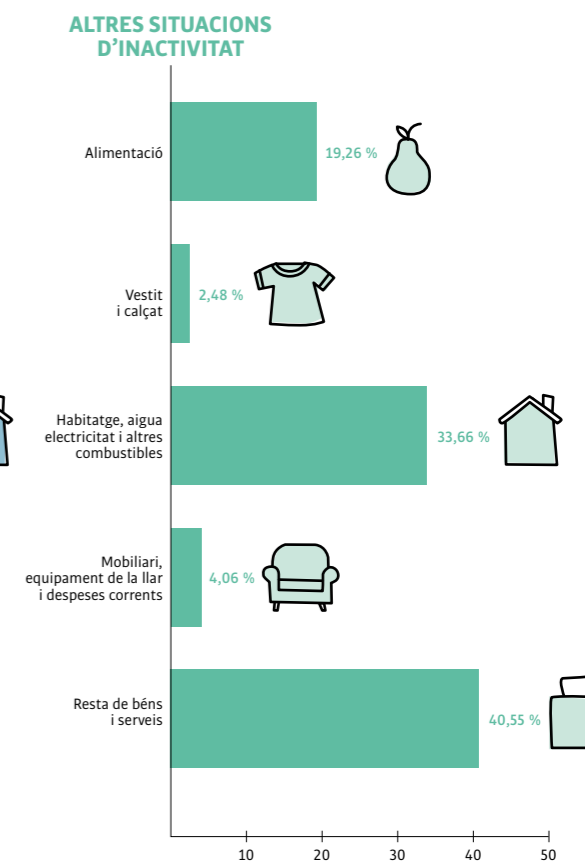 ALTRES SITUACIONS
D’INACTIVITAT
Alimentació
19,26 %
Vestit
i calçat
2,48 %
Habitatge, aigua
electricitat i altres
combustibles
33,66 %
Mobiliari,
equipament de la llar
i despeses corrents
4,06 %
Resta de béns
i serveis
40,55 %
10 20 30 40 50